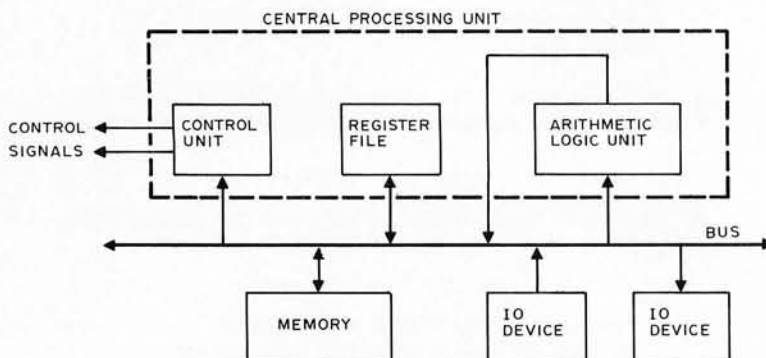 CENTRAL PROCESSING UNIT
CONTROL
SIGNALS
CONTROL
UNIT
REGISTER
FILE
ARITHMETIC
LOGIC UNIT
BUS
MEMORY
IO
DEVICE
IO
DEVICE